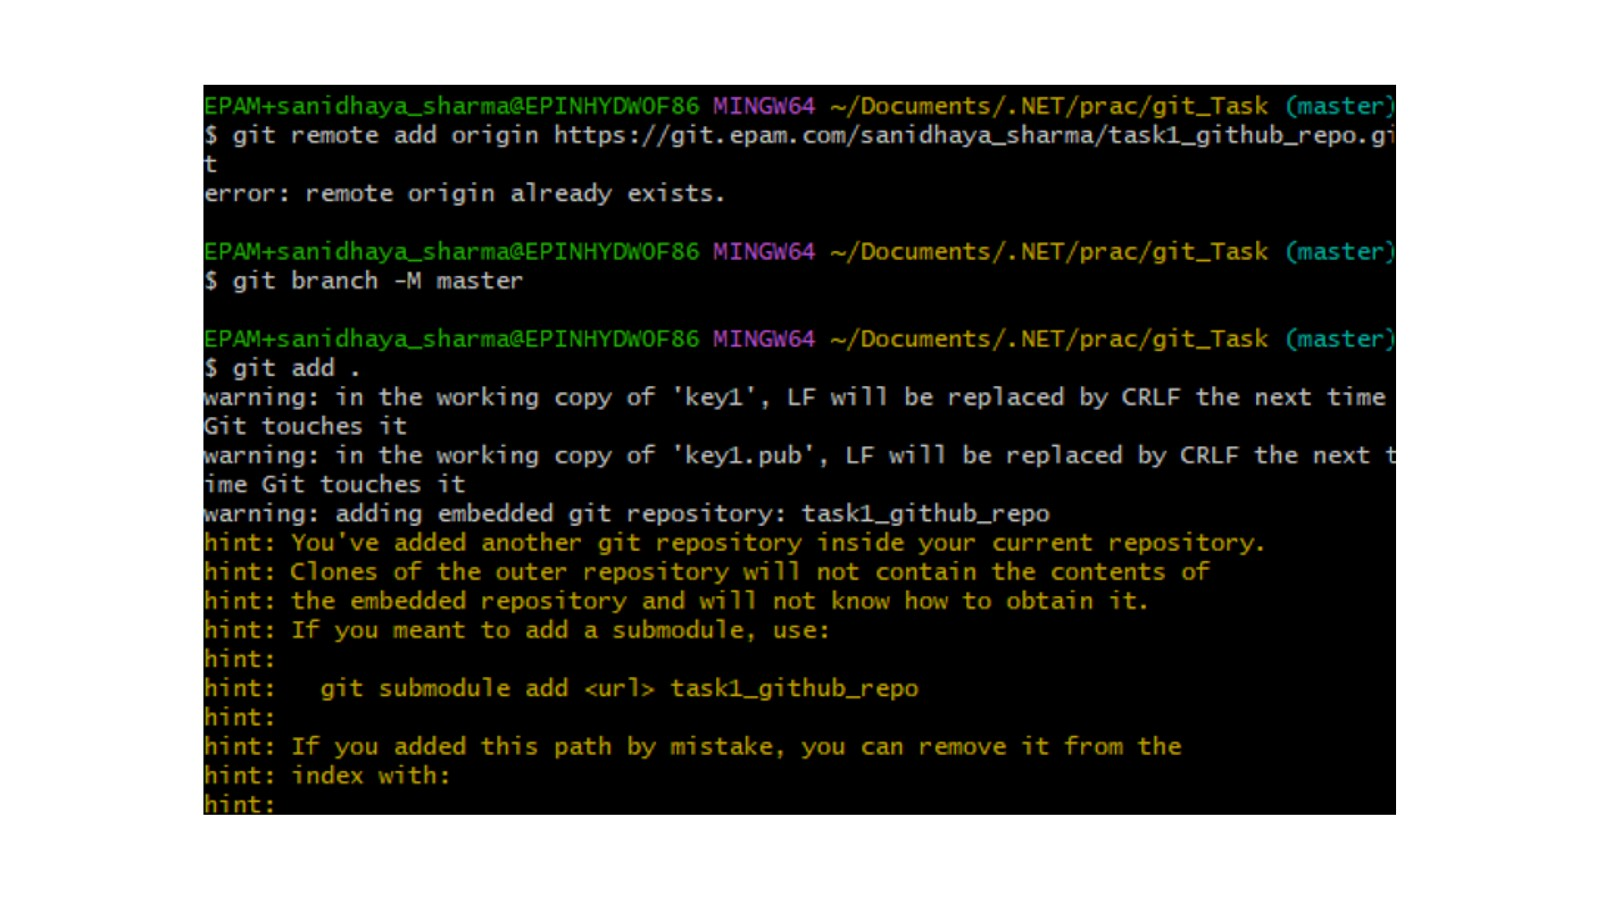 EPAM+sanidhaya_sharma@EPINHYDW0F86 MINGW64 ~/Documents/.NET/prac/git_Task (master)
$ git remote add origin https://git.epam.com/sanidhaya_sharma/task1_github_repo.gi
t
error: remote origin already exists.
EPAM+sanidhaya_sharma@EPINHYDW0F86 MINGW64 ~/Documents/.NET/prac/git_Task (master)
$ git branch -M master
EPAM+sanidhaya_sharma@EPINHYDW0F86 MINGW64 ~/Documents/.NET/prac/git_Task (master)
$ git add .
warning: in the working copy of 'key1', LF will be replaced by CRLF the next time
Git touches it
warning: in the working copy of 'key1.pub', LF will be replaced by CRLF the next t
ime Git touches it
warning: adding embedded git repository: task1_github_repo
hint: You've added another git repository inside your current repository.
hint: Clones of the outer repository will not contain the contents of
hint: the embedded repository and will not know how to obtain it.
hint: If you meant to add a submodule, use:
hint:
hint:   git submodule add <url> task1_github_repo
hint:
hint: If you added this path by mistake, you can remove it from the
hint: index with:
hint: